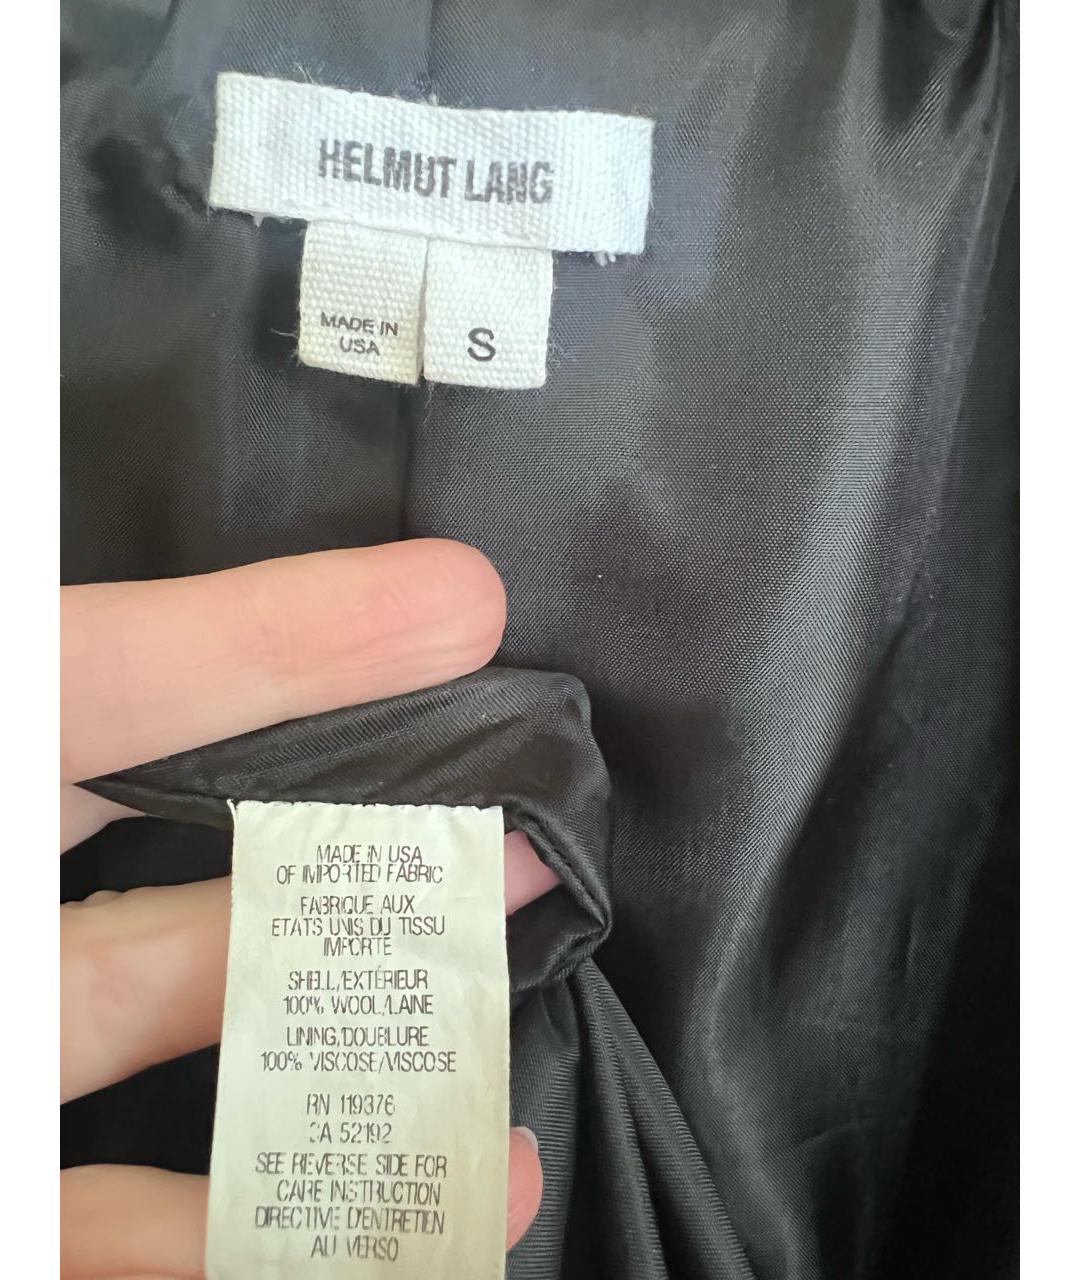 HELMUT LANG
MADE IN
USA
S
MADE IN USA
OF IMPORTED FABRIC
FABRIQUE AUX
ETATS UNIS DU TISSU
IMPORTE
SHELL/EXTÉRIEUR
100% WOOL/LAINE
LINING/DOUBLURE
100% VISCOSE/VISCOSE
RN 119376
CA 52192
SEE REVERSE SIDE FOR
CARE INSTRUCTION
DIRECTIVE D'ENTRETIEN
AU VERSO